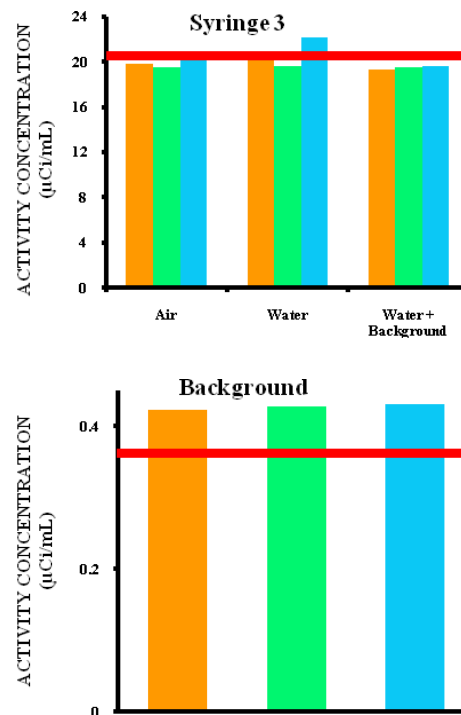 Syringe 3
24
20
16
12
8
4
0
ACTIVITY CONCENTRATION
(μCi/mL)
Air
Water
Water +
Background
Background
0.4
0.2
0
ACTIVITY CONCENTRATION
(μCi/mL)